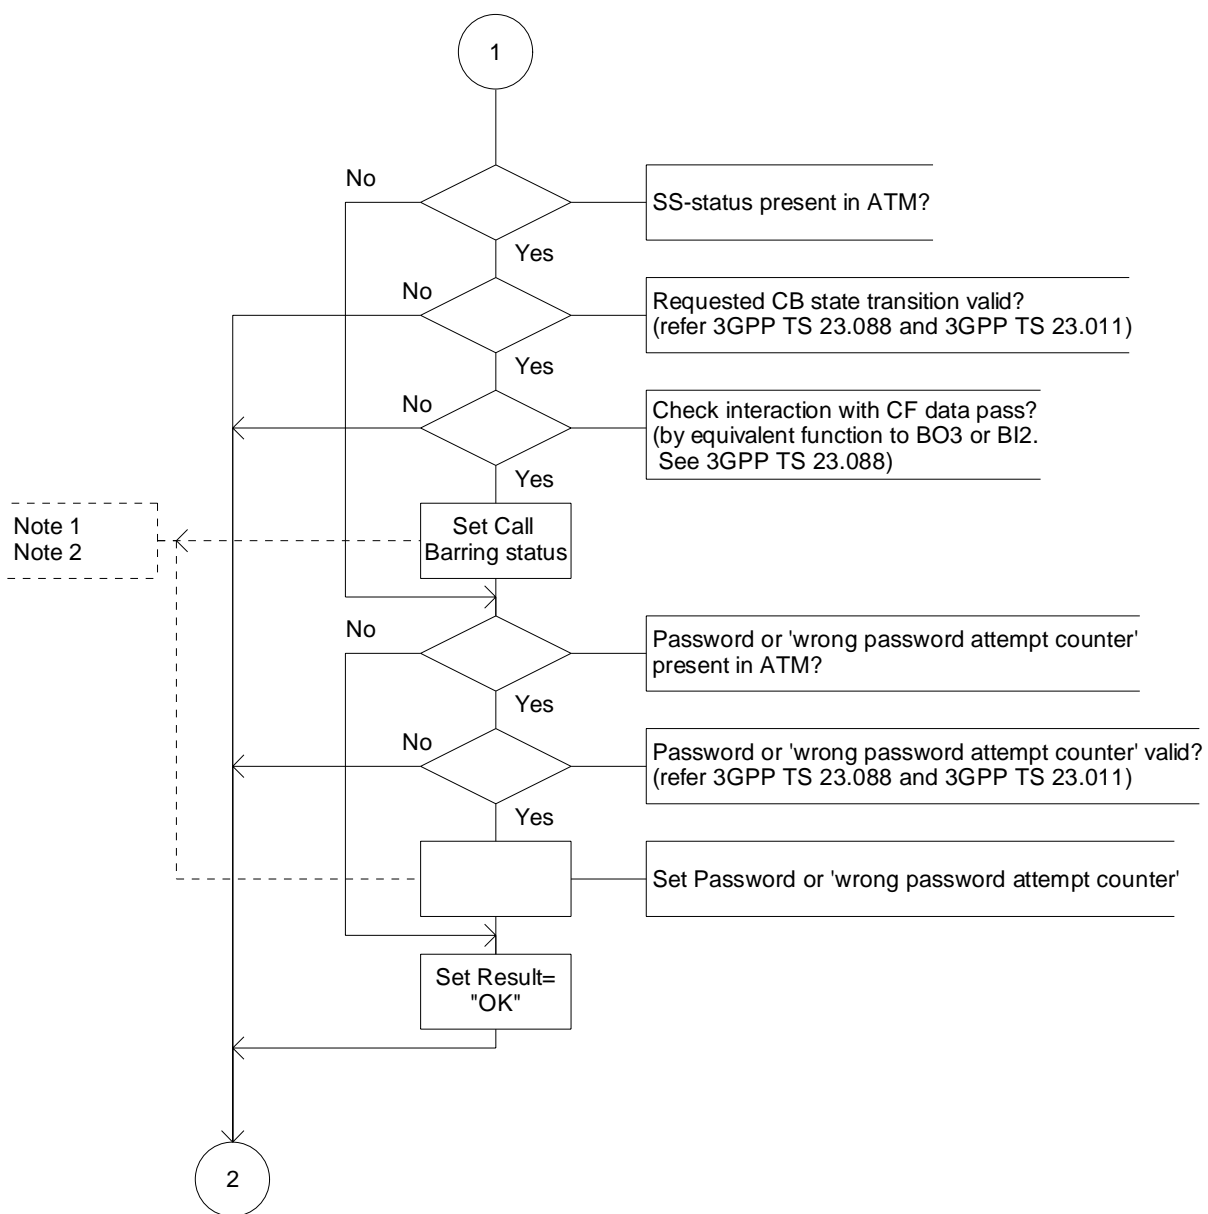 1
No
SS-status present in ATM?
Yes
No
Requested CB state transition valid?
(refer 3GPP TS 23.088 and 3GPP TS 23.011)
Yes
No
Check interaction with CF data pass?
(by equivalent function to BO3 or BI2.
See 3GPP TS 23.088)
Yes
Note 1
Note 2
Set Call
Barring status
No
Password or 'wrong password attempt counter'
present in ATM?
Yes
No
Password or 'wrong password attempt counter' valid?
(refer 3GPP TS 23.088 and 3GPP TS 23.011)
Yes
Set Password or 'wrong password attempt counter'
Set Result=
"OK"
2